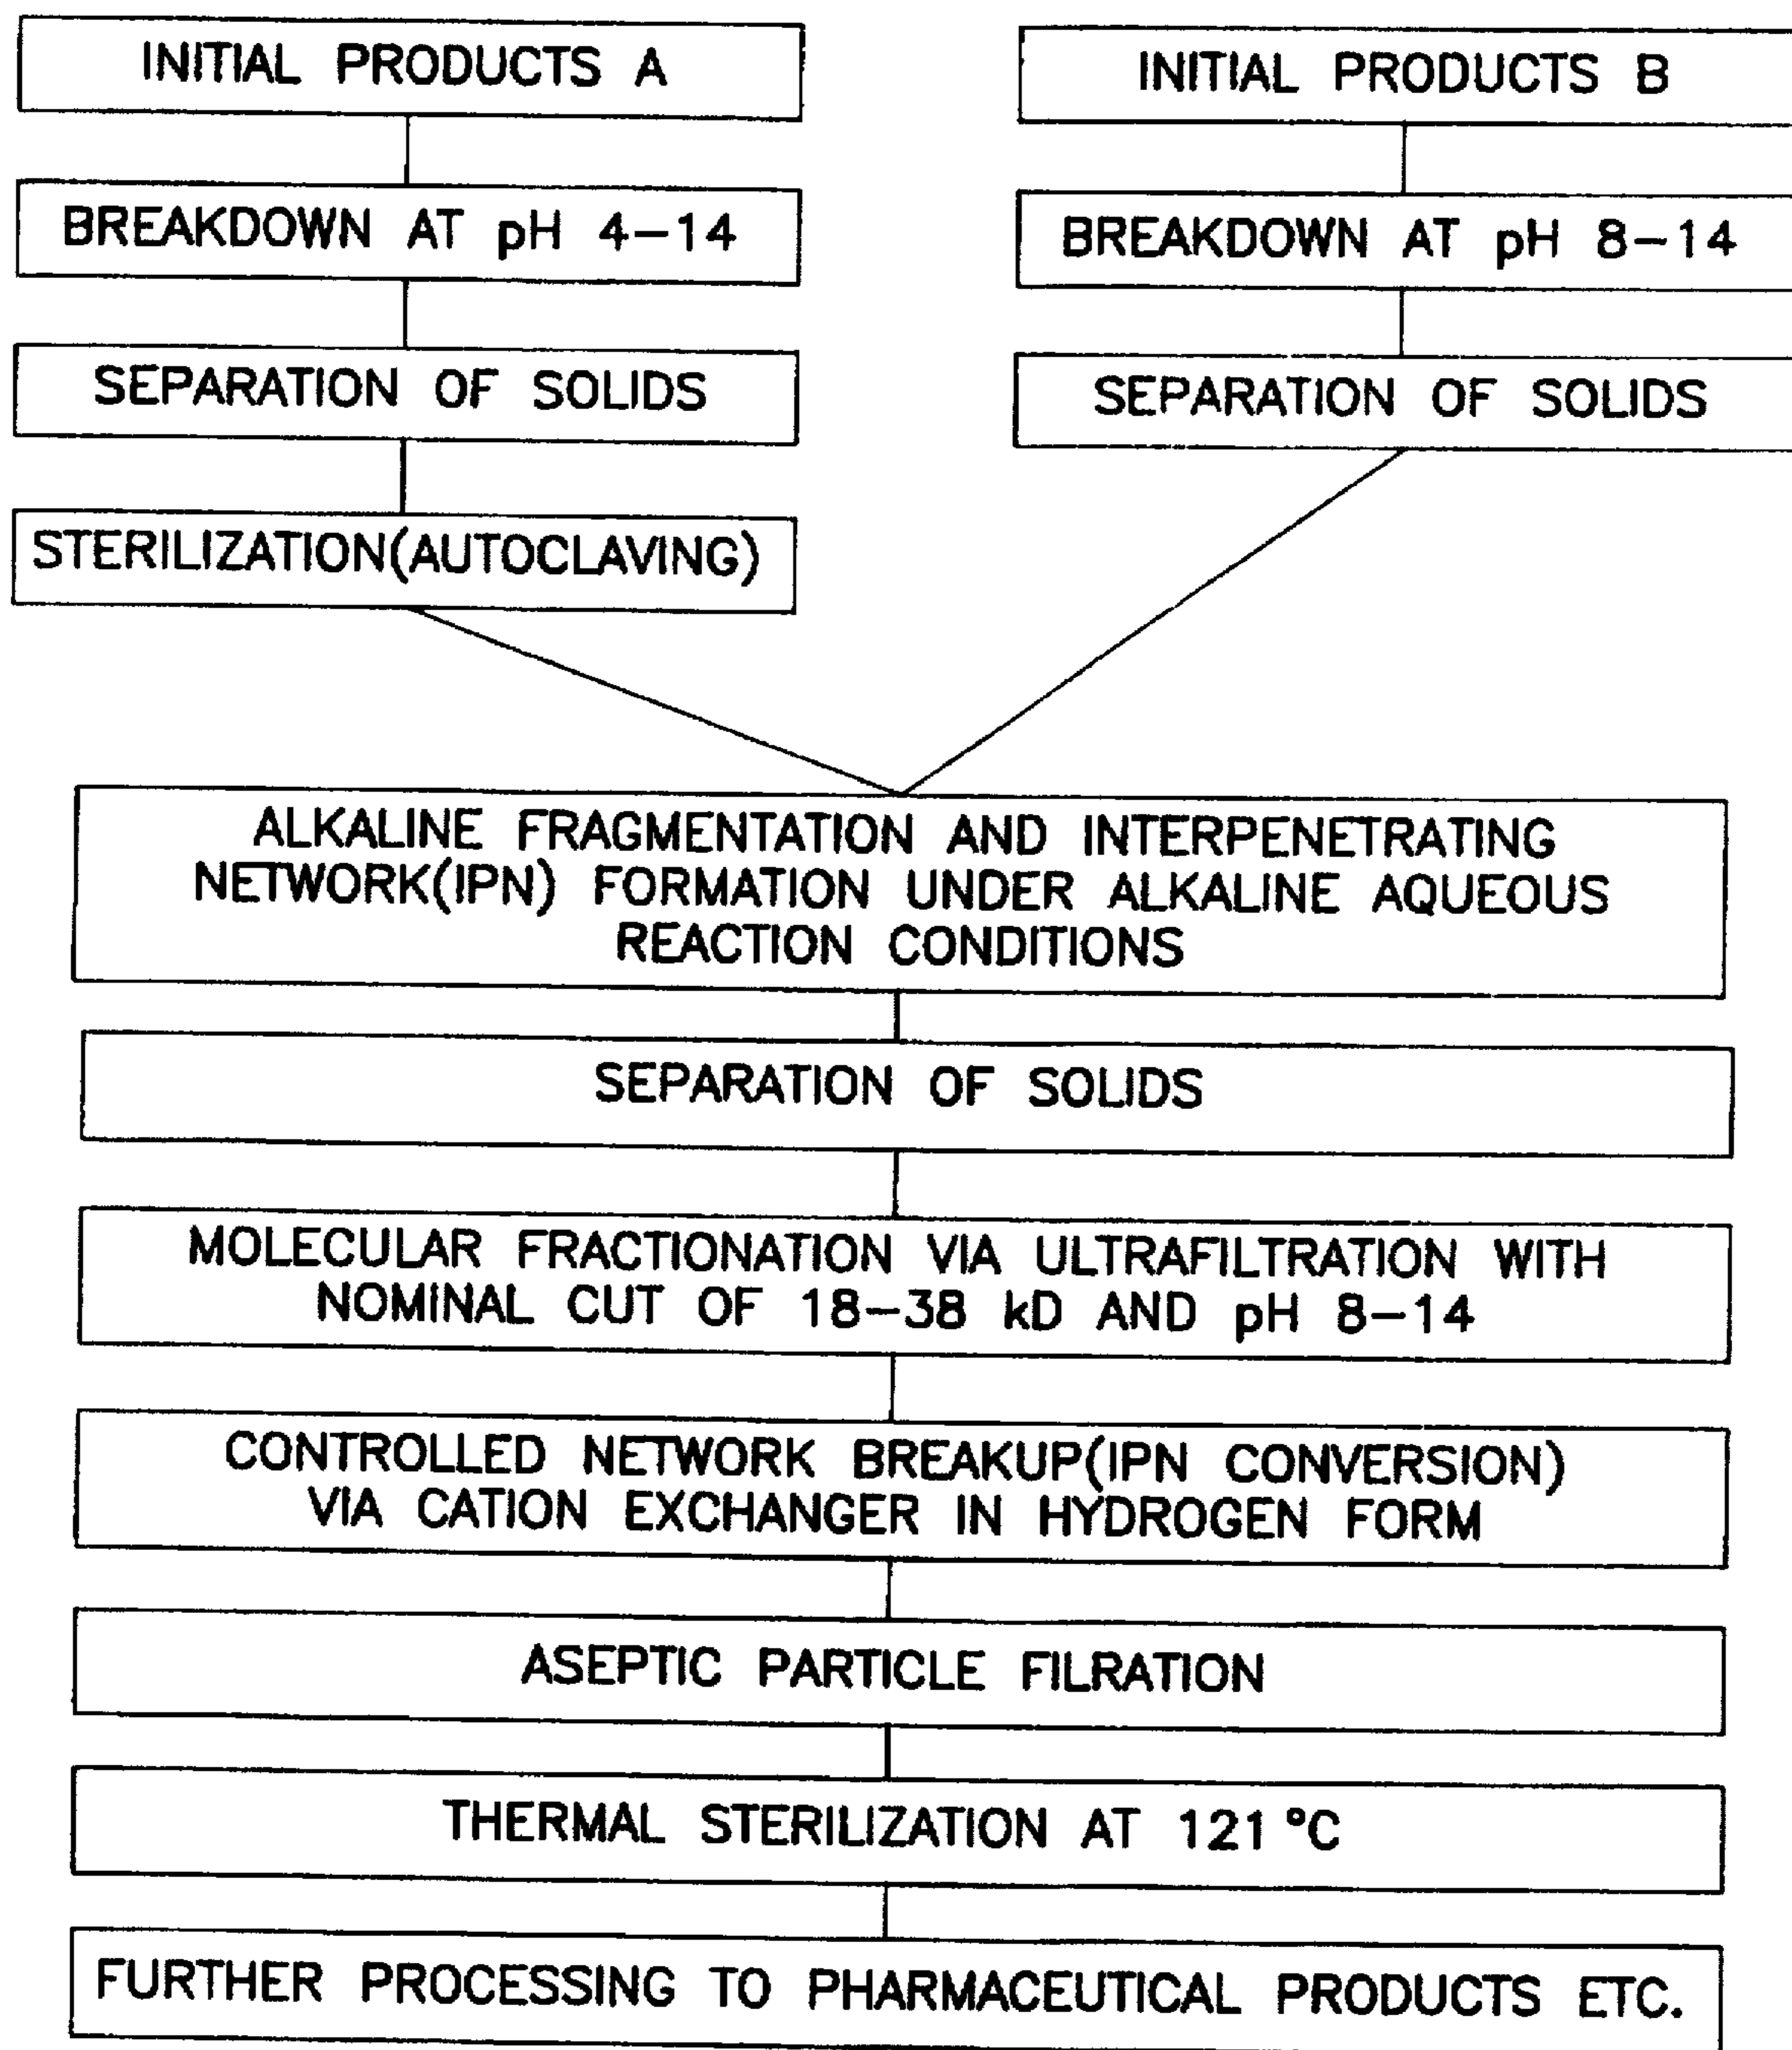 INITIAL PRODUCTS A
BREAKDOWN AT pH 4-14
SEPARATION OF SOLIDS
STERILIZATION(AUTOCLAVING)
INITIAL PRODUCTS B
BREAKDOWN AT pH 8-14
SEPARATION OF SOLIDS
ALKALINE FRAGMENTATION AND INTERPENETRATING
NETWORK(IPN) FORMATION UNDER ALKALINE AQUEOUS
REACTION CONDITIONS
SEPARATION OF SOLIDS
MOLECULAR FRACTIONATION VIA ULTRAFILTRATION WITH
NOMINAL CUT OF 18-38 kD AND pH 8-14
CONTROLLED NETWORK BREAKUP(IPN CONVERSION)
VIA CATION EXCHANGER IN HYDROGEN FORM
ASEPTIC PARTICLE FILRATION
THERMAL STERILIZATION AT 121 °C
FURTHER PROCESSING TO PHARMACEUTICAL PRODUCTS ETC.